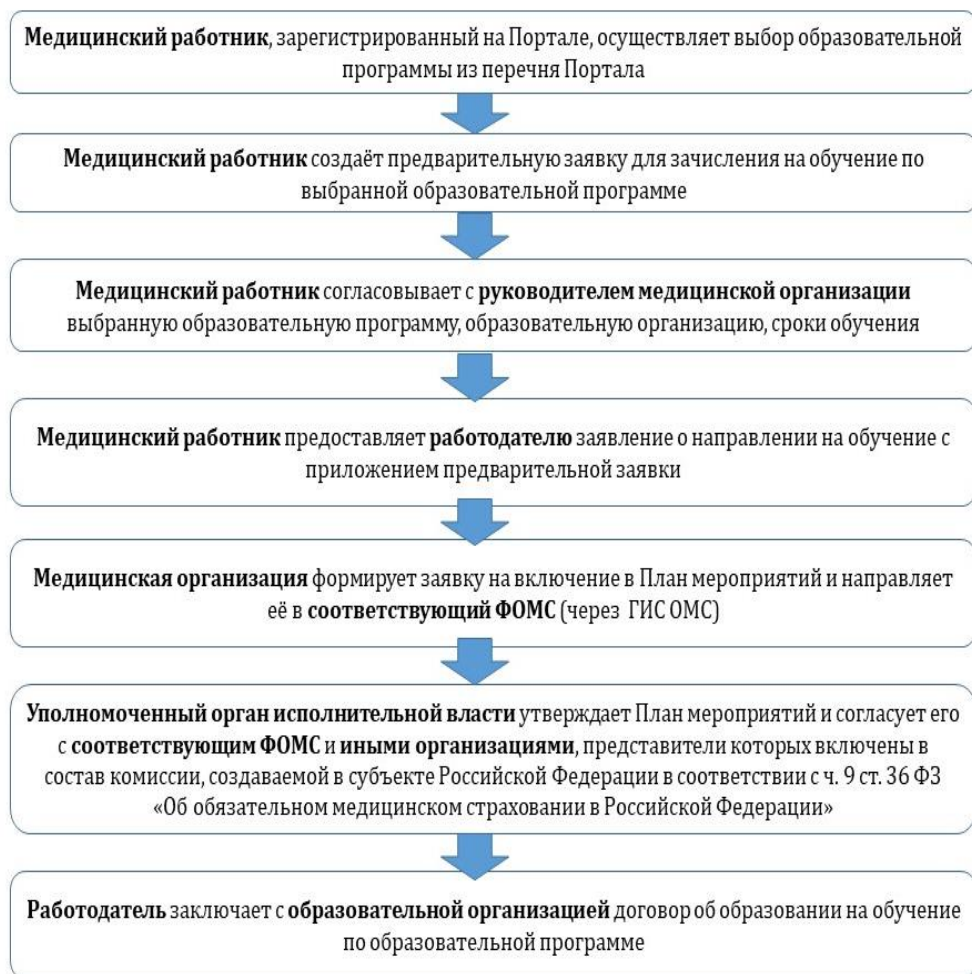 Медицинский работник, зарегистрированный на Портале, осуществляет выбор образовательной
программы из перечня Портала
Медицинский работник создаёт предварительную заявку для зачисления на обучение по
выбранной образовательной программе
Медицинский работник согласовывает с руководителем медицинской организации
выбранную образовательную программу, образовательную организацию, сроки обучения
Медицинский работник предоставляет работодателю заявление о направлении на обучение с
приложением предварительной заявки
Медицинская организация формирует заявку на включение в План мероприятий и направляет
её в соответствующий ФОМС (через ГИС ОМС)
Уполномоченный орган исполнительной власти утверждает План мероприятий и согласует его
с соответствующим ФОМС и иными организациями, представители которых включены в
состав комиссии, создаваемой в субъекте Российской Федерации в соответствии с ч. 9 ст. 36 ФЗ
«Об обязательном медицинском страховании в Российской Федерации»
Работодатель заключает с образовательной организацией договор об образовании на обучение
по образовательной программе